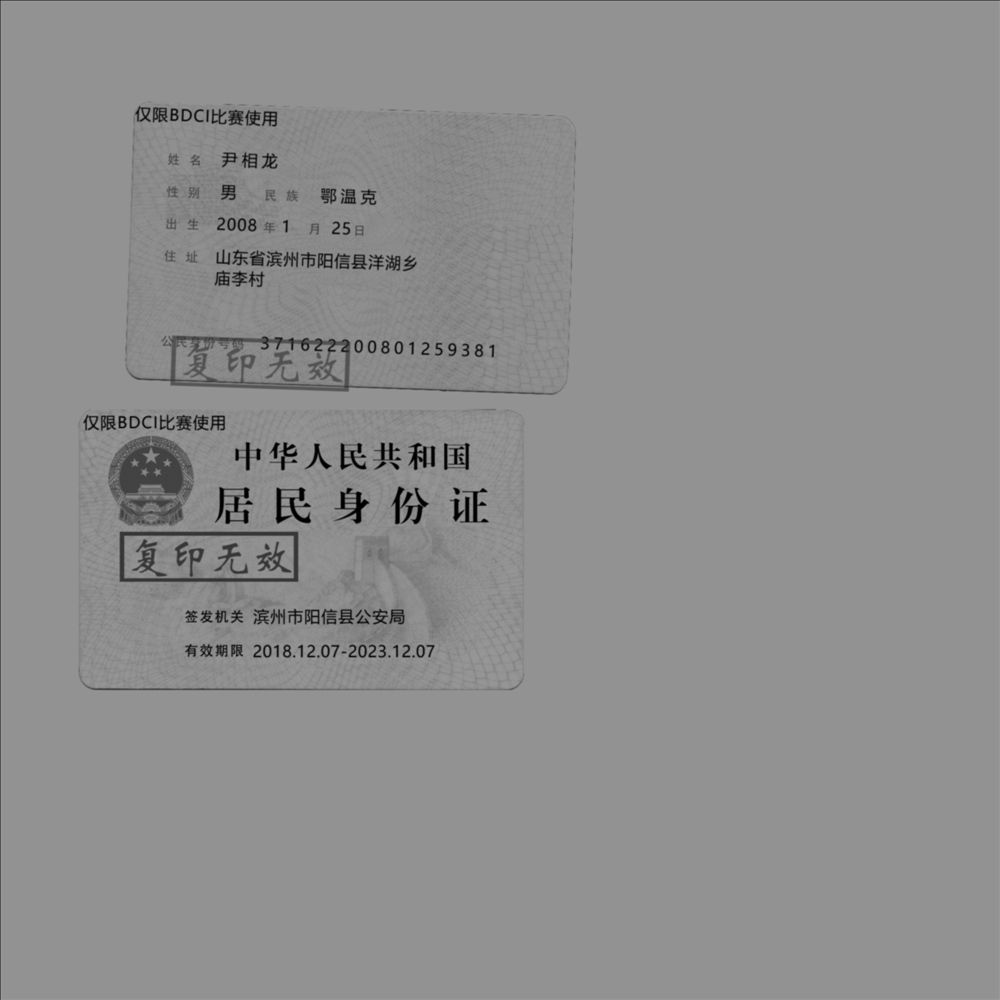 仅限BDCI比赛使用
姓名 尹相龙
性别 男 民族 鄂温克
出生 2008 年 1 月 25 日
住址 山东省滨州市阳信县洋湖乡
庙李村
公民身份号码 371622200801259381
复印无效
仅限BDCI比赛使用
中华人民共和国
居民身份证
复印无效
签发机关 滨州市阳信县公安局
有效期限 2018.12.07-2023.12.07